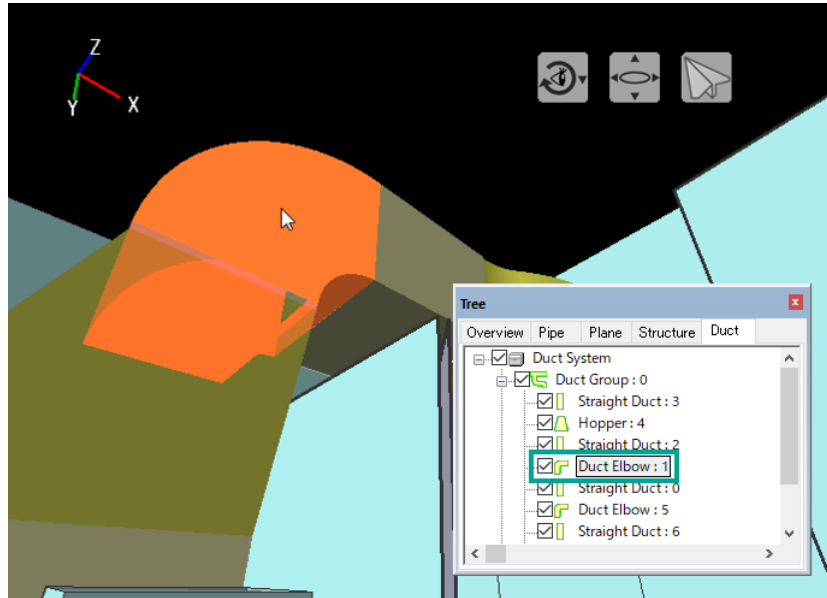 Z
Y
X
Tree
x
Overview Pipe Plane Structure Duct
Duct System
Duct Group : 0
Straight Duct : 3
Hopper : 4
Straight Duct : 2
Duct Elbow : 1
Straight Duct : 0
Duct Elbow : 5
Straight Duct : 6